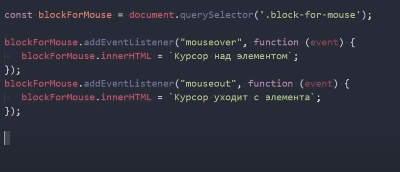 const blockForMouse = document.querySelector('.block-for-mouse');
blockForMouse.addEventListener("mouseover", function (event) {
blockForMouse.innerHTML = `Курсор над элементом`;
});
blockForMouse.addEventListener("mouseout", function (event) {
blockForMouse.innerHTML = `Курсор уходит с элемента`;
});